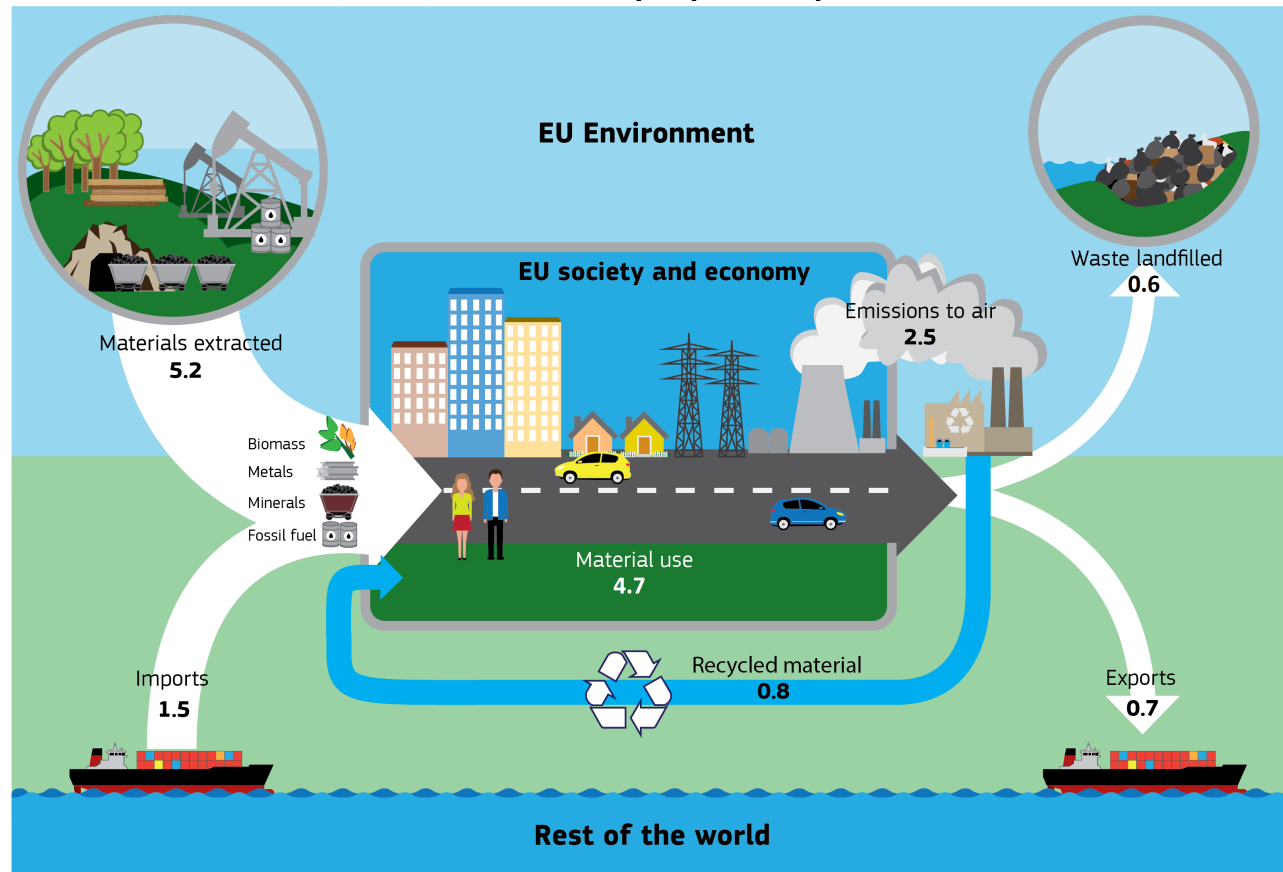 EU Environment
EU society and economy
Materials extracted
5.2
Biomass
Metals
Minerals
Fossil fuel
Imports
1.5
Material use
4.7
Emissions to air
2.5
Waste landfilled
0.6
Recycled material
0.8
Exports
0.7
Rest of the world